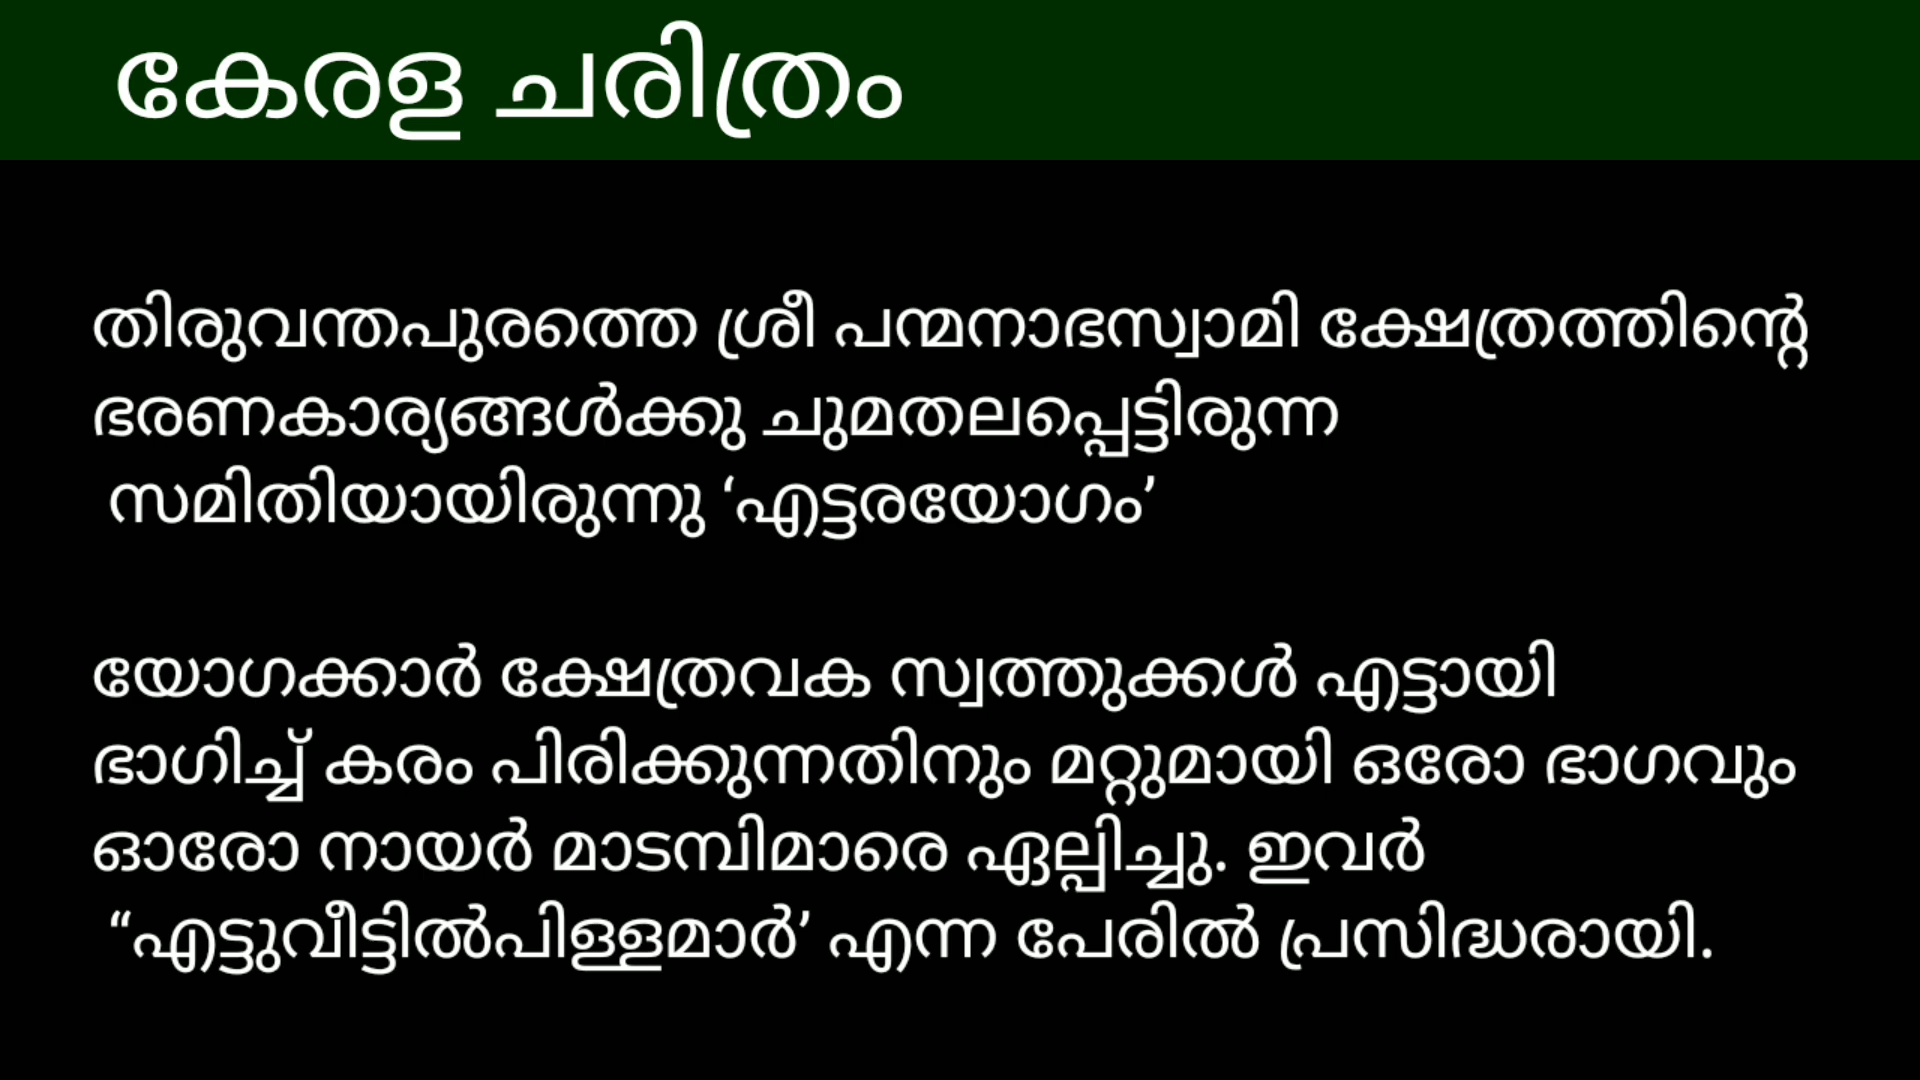 കേരള ചരിത്രം
തിരുവന്തപുരത്തെ ശ്രീ പന്മനാഭസ്വാമി ക്ഷേത്രത്തിന്റെ
ഭരണകാര്യങ്ങൾക്കു ചുമതലപ്പെട്ടിരുന്ന
സമിതിയായിരുന്നു ‘എട്ടരയോഗം’
യോഗക്കാർ ക്ഷേത്രവക സ്വത്തുക്കൾ എട്ടായി
ഭാഗിച്ച് കരം പിരിക്കുന്നതിനും മറ്റുമായി ഒരോ ഭാഗവും
ഓരോ നായർ മാടമ്പിമാരെ ഏല്പിച്ചു. ഇവർ
“എട്ടുവീട്ടിൽപിള്ളമാർ’ എന്ന പേരിൽ പ്രസിദ്ധരായി.